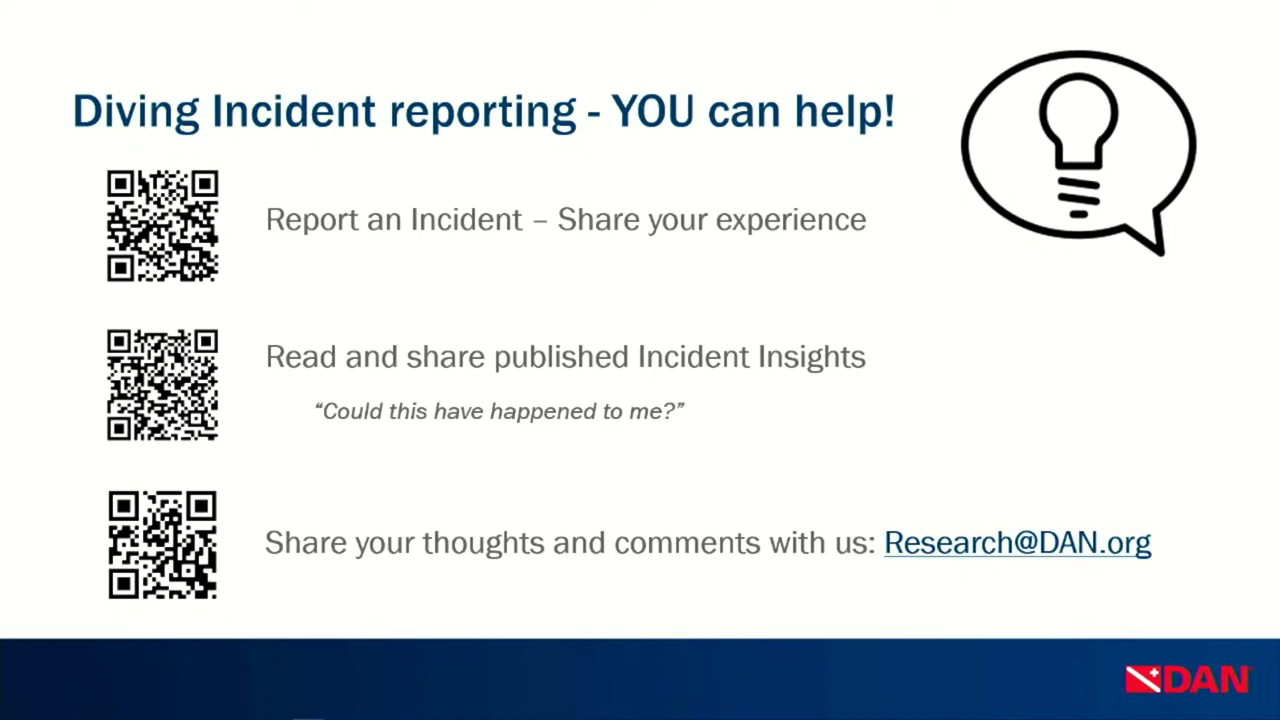 Diving Incident reporting - YOU can help!
Report an Incident – Share your experience
Read and share published Incident Insights
“Could this have happened to me?”
Share your thoughts and comments with us: Research@DAN.org
DAN